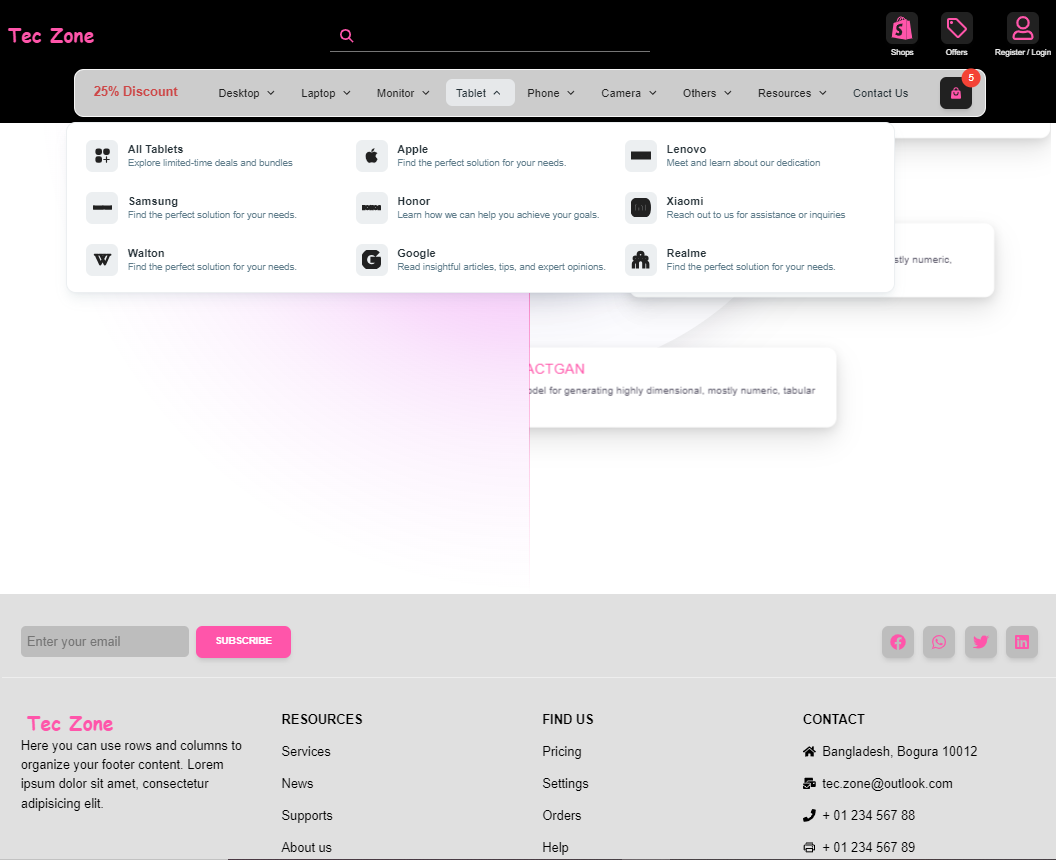 Tec Zone
Shops
Offers
Register / Login
25% Discount
Desktop
Laptop
Monitor
Tablet
Phone
Camera
Others
Resources
Contact Us
5
All Tablets
Explore limited-time deals and bundles
Apple
Find the perfect solution for your needs.
Lenovo
Meet and learn about our dedication
Samsung
Find the perfect solution for your needs.
Honor
Learn how we can help you achieve your goals.
Xiaomi
Reach out to us for assistance or inquiries
Walton
Find the perfect solution for your needs.
Google
Read insightful articles, tips, and expert opinions.
Realme
Find the perfect solution for your needs.
stly numeric,
ACTGAN
odel for generating highly dimensional, mostly numeric, tabular
Enter your email
SUBSCRIBE
Tec Zone
Here you can use rows and columns to
organize your footer content. Lorem
ipsum dolor sit amet, consectetur
adipisicing elit.
RESOURCES
Services
News
Supports
About us
FIND US
Pricing
Settings
Orders
Help
CONTACT
Bangladesh, Bogura 10012
tec.zone@outlook.com
+ 01 234 567 88
+ 01 234 567 89